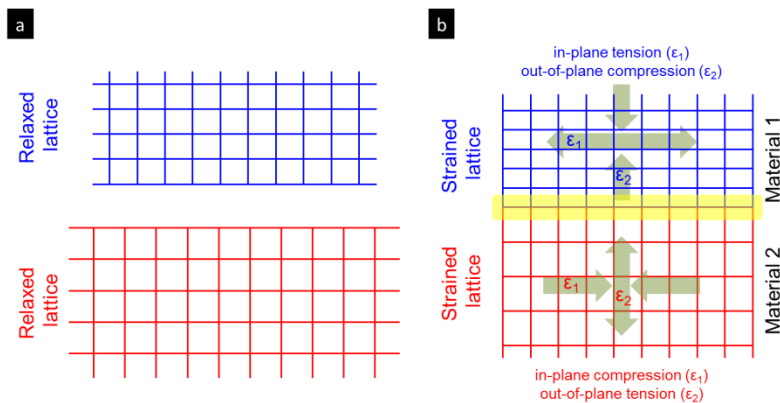 a
Relaxed
lattice
Relaxed
lattice
b
in-plane tension (ε₁)
out-of-plane compression (ε₂)
Strained
lattice
ε₁
ε₂
Material 1
Strained
lattice
ε₁
ε₂
Material 2
in-plane compression (ε₁)
out-of-plane tension (ε₂)